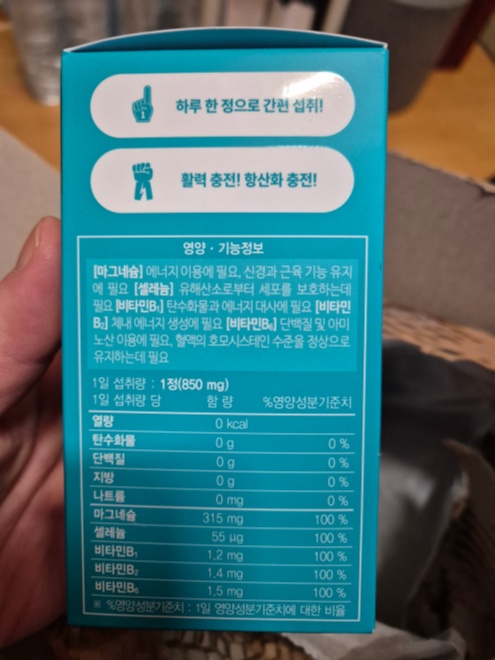 하루 한 정으로 간편 섭취!
활력 충전! 항산화 충전!
영양 · 기능정보
[마그네슘] 에너지 이용에 필요, 신경과 근육 기능 유지
에 필요 [셀레늄] 유해산소로부터 세포를 보호하는데
필요 [비타민B₁] 탄수화물과 에너지 대사에 필요 [비타민
B₂] 체내 에너지 생성에 필요 [비타민B₆] 단백질 및 아미
노산 이용에 필요, 혈액의 호모시스테인 수준을 정상으로
유지하는데 필요
1일 섭취량 : 1정(850 mg)
1일 섭취량 당 함 량 %영양성분기준치
열량 0 kcal
탄수화물 0 g 0 %
단백질 0 g 0 %
지방 0 g 0 %
나트륨 0 mg 0 %
마그네슘 315 mg 100 %
셀레늄 55 μg 100 %
비타민B₁ 1.2 mg 100 %
비타민B₂ 1.4 mg 100 %
비타민B₆ 1.5 mg 100 %
※ %영양성분기준치 : 1일 영양성분기준치에 대한 비율